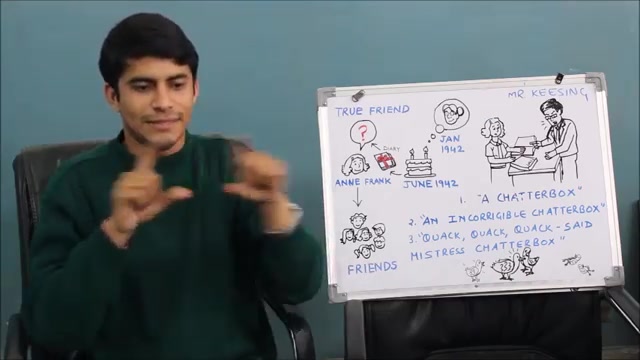 TRUE FRIEND
MR. KEESING
?
DIARY
JAN
1942
ANNE FRANK
JUNE 1942
FRIENDS
1. "A CHATTERBOX"
2. "AN INCORRIGIBLE CHATTERBOX"
3. "QUACK, QUACK, QUACK - SAID
MISTRESS CHATTERBOX"